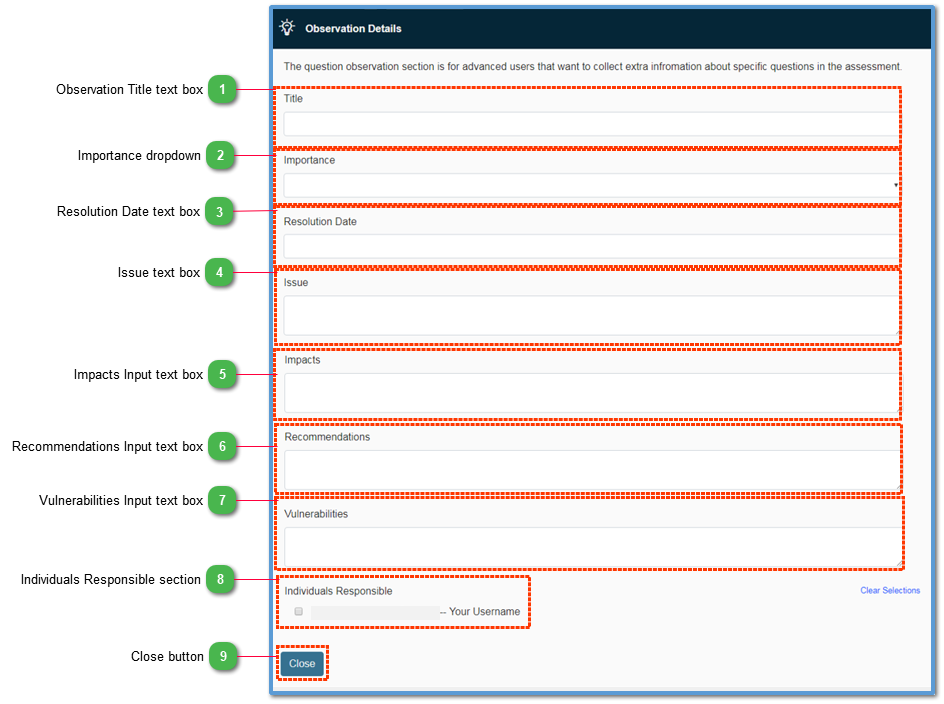 Observation Details
The question observation section is for advanced users that want to collect extra infromation about specific questions in the assessment.
Observation Title text box 1
Title
Importance dropdown 2
Importance
Resolution Date text box 3
Resolution Date
Issue text box 4
Issue
Impacts Input text box 5
Impacts
Recommendations Input text box 6
Recommendations
Vulnerabilities Input text box 7
Vulnerabilities
Individuals Responsible section 8
Individuals Responsible Clear Selections
-- Your Username
Close button 9
Close